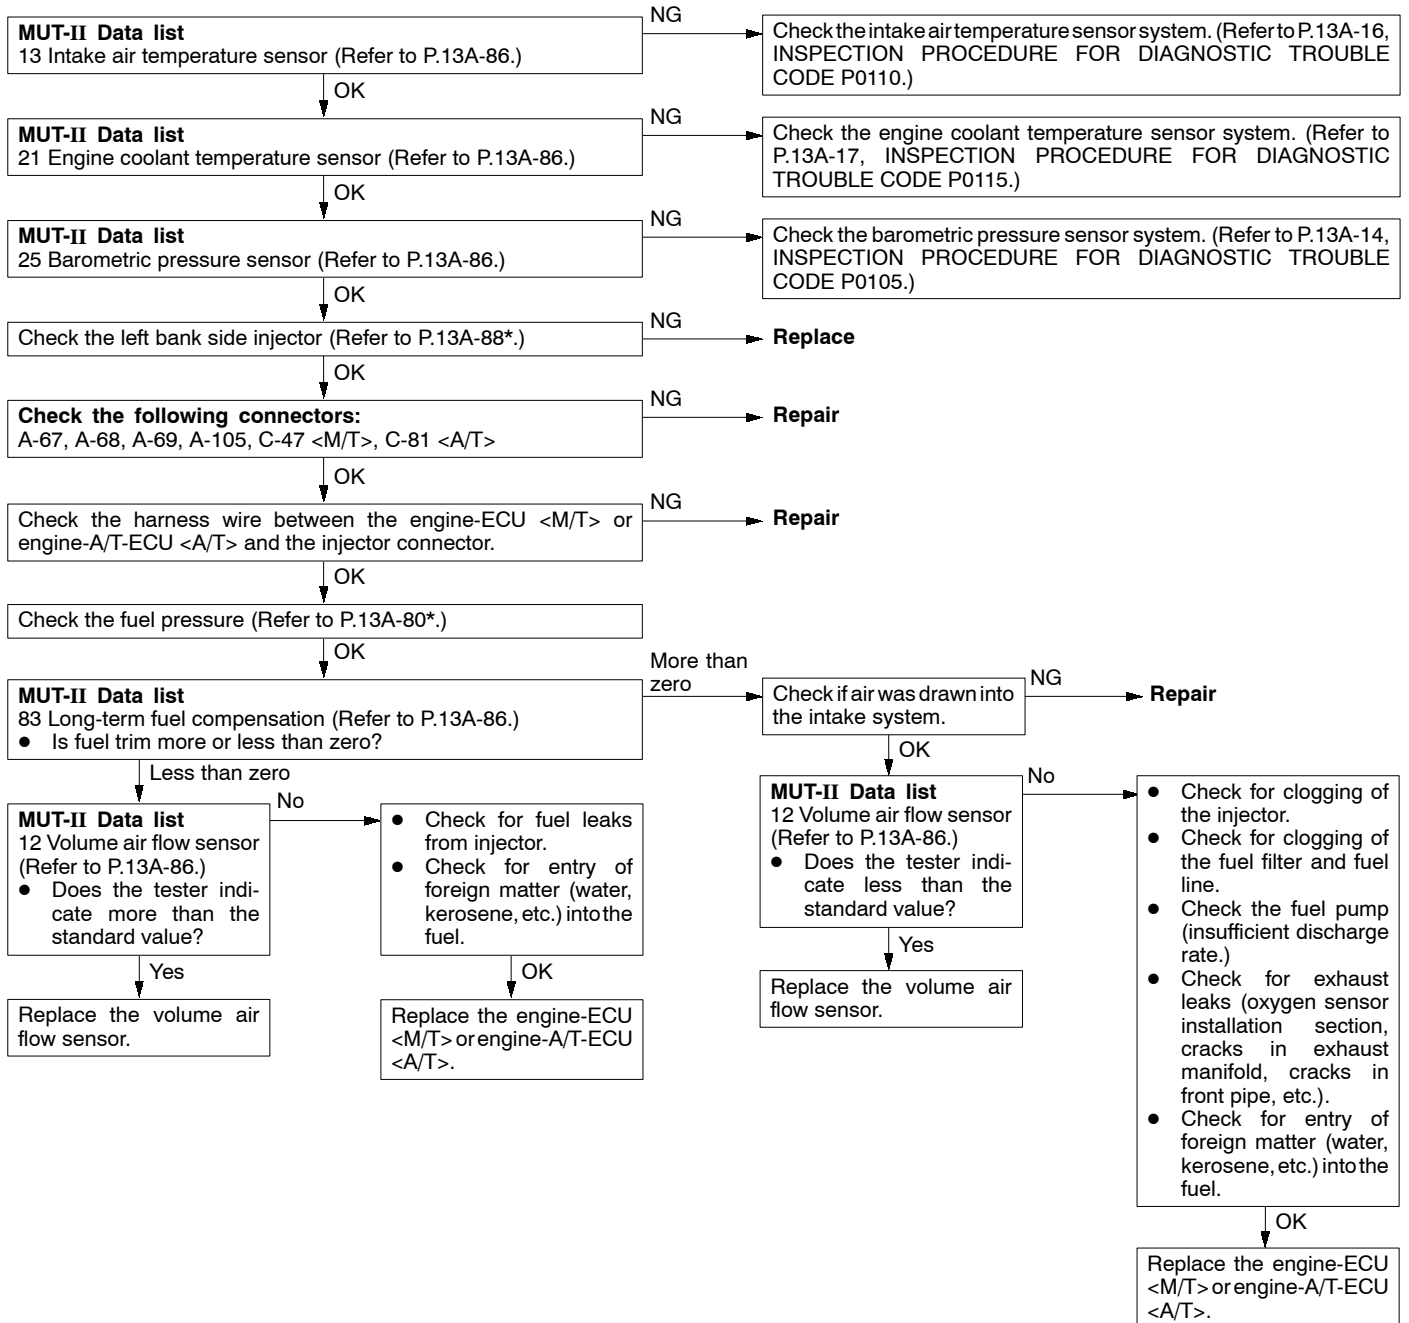 MUT-II Data list
13 Intake air temperature sensor (Refer to P.13A-86.)
NG
Check the intake air temperature sensor system. (Refer to P.13A-16,
INSPECTION PROCEDURE FOR DIAGNOSTIC TROUBLE
CODE P0110.)
OK
MUT-II Data list
21 Engine coolant temperature sensor (Refer to P.13A-86.)
NG
Check the engine coolant temperature sensor system. (Refer to
P.13A-17, INSPECTION PROCEDURE FOR DIAGNOSTIC
TROUBLE CODE P0115.)
OK
MUT-II Data list
25 Barometric pressure sensor (Refer to P.13A-86.)
NG
Check the barometric pressure sensor system. (Refer to P.13A-14,
INSPECTION PROCEDURE FOR DIAGNOSTIC TROUBLE
CODE P0105.)
OK
Check the left bank side injector (Refer to P.13A-88*.)
NG
Replace
OK
Check the following connectors:
A-67, A-68, A-69, A-105, C-47 <M/T>, C-81 <A/T>
NG
Repair
OK
Check the harness wire between the engine-ECU <M/T> or
engine-A/T-ECU <A/T> and the injector connector.
NG
Repair
OK
Check the fuel pressure (Refer to P.13A-80*.)
OK
MUT-II Data list
83 Long-term fuel compensation (Refer to P.13A-86.)
● Is fuel trim more or less than zero?
More than
zero
Check if air was drawn into
the intake system.
NG
Repair
Less than zero
MUT-II Data list
12 Volume air flow sensor
(Refer to P.13A-86.)
● Does the tester indi-
cate more than the
standard value?
No
● Check for fuel leaks
from injector.
● Check for entry of
foreign matter (water,
kerosene, etc.) into the
fuel.
Yes
Replace the volume air
flow sensor.
OK
Replace the engine-ECU
<M/T> or engine-A/T-ECU
<A/T>.
OK
MUT-II Data list
12 Volume air flow sensor
(Refer to P.13A-86.)
● Does the tester indi-
cate less than the
standard value?
No
● Check for clogging of
the injector.
● Check for clogging of
the fuel filter and fuel
line.
● Check the fuel pump
(insufficient discharge
rate.)
● Check for exhaust
leaks (oxygen sensor
installation section,
cracks in exhaust
manifold, cracks in
front pipe, etc.).
● Check for entry of
foreign matter (water,
kerosene, etc.) into the
fuel.
Yes
Replace the volume air
flow sensor.
OK
Replace the engine-ECU
<M/T> or engine-A/T-ECU
<A/T>.